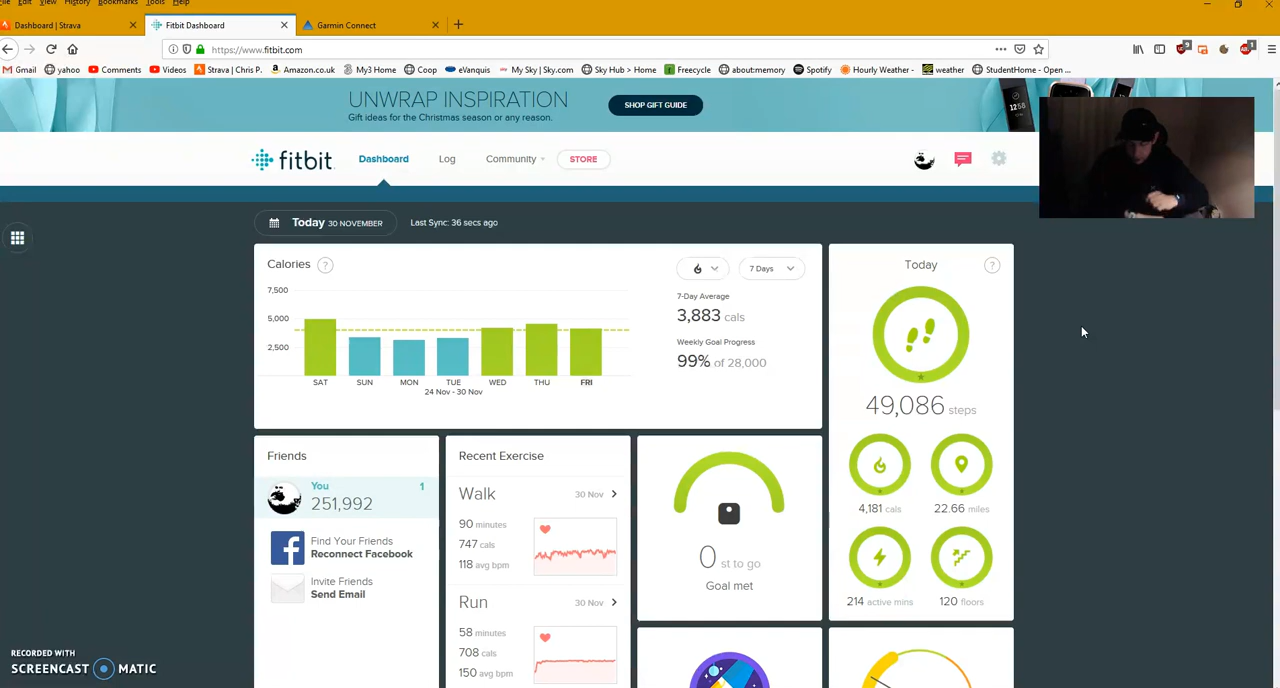 File Edit View History Bookmarks Tools Help
Dashboard | Strava
Fitbit Dashboard
Garmin Connect
https://www.fitbit.com
Gmail yahoo Comments Videos Strava | Chris P. Amazon.co.uk My3 Home Coop eVanquis My Sky | Sky.com Sky Hub > Home Freecycle about:memory Spotify Hourly Weather - weather StudentHome - Open ...
UNWRAP INSPIRATION
Gift ideas for the Christmas season or any reason.
SHOP GIFT GUIDE
12:58
fitbit
Dashboard Log Community STORE
Today 30 NOVEMBER
Last Sync: 36 secs ago
Calories ?
7 Days
7,500
5,000
2,500
SAT SUN MON TUE WED THU FRI
24 Nov - 30 Nov
7-Day Average
3,883 cals
Weekly Goal Progress
99% of 28,000
Today ?
49,086 steps
4,181 cals
22.66 miles
214 active mins
120 floors
Friends
You 1
251,992
Find Your Friends
Reconnect Facebook
Invite Friends
Send Email
Recent Exercise
Walk 30 Nov
90 minutes
747 cals
118 avg bpm
Run 30 Nov
58 minutes
708 cals
150 avg bpm
0 st to go
Goal met
RECORDED WITH
SCREENCAST MATIC